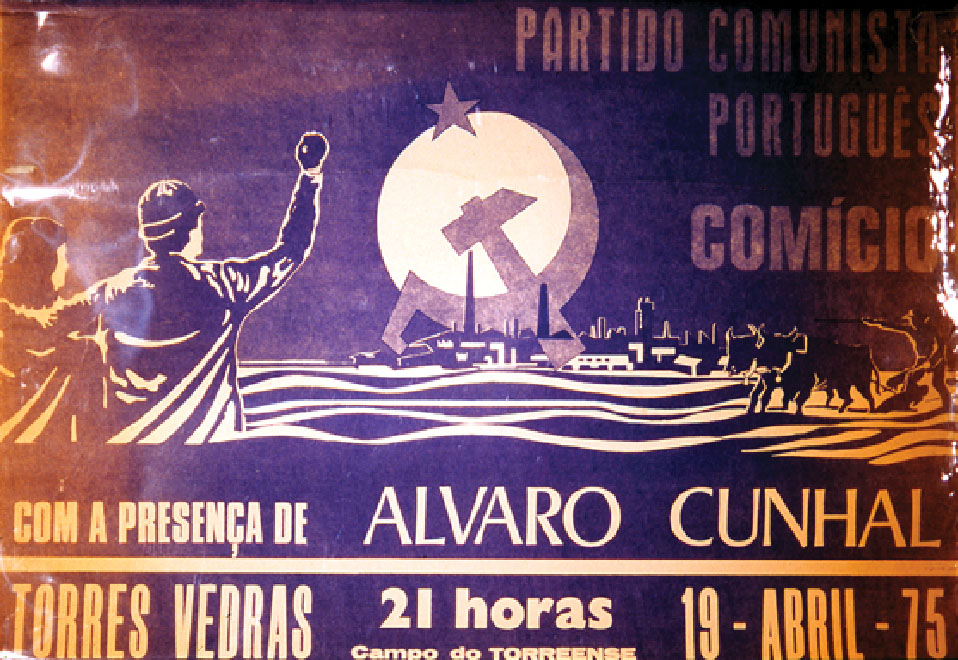 PARTIDO COMUNISTA
PORTUGUÊS
COMÍCIO
COM A PRESENÇA DE ALVARO CUNHAL
TORRES VEDRAS 21 horas 19 - ABRIL - 75
Campo do TORREENSE